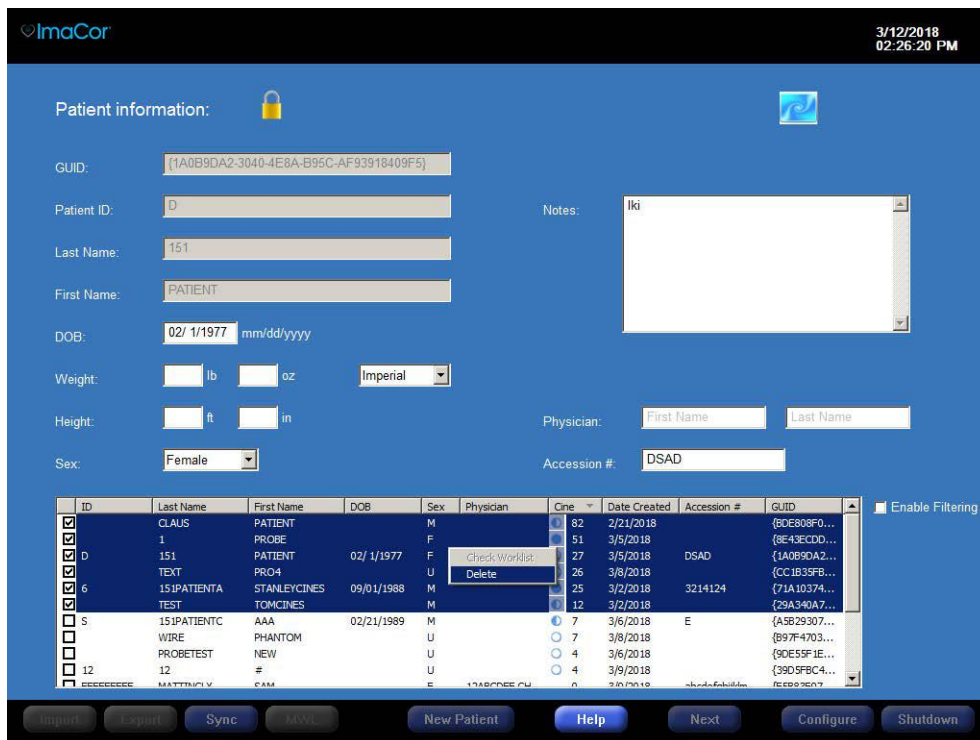 ImaCor
3/12/2018
02:26:20 PM
Patient information:
GUID: {1A0B9DA2-3040-4E8A-B95C-AF93918409F5}
Patient ID: D
Notes: Iki
Last Name: 151
First Name: PATIENT
DOB: 02/ 1/1977 mm/dd/yyyy
Weight: lb oz Imperial
Height: ft in
Physician: First Name Last Name
Sex: Female
Accession #: DSAD
ID Last Name First Name DOB Sex Physician Cine Date Created Accession # GUID
Enable Filtering
CLAUS PATIENT M 82 2/21/2018 {BDE808F0...
1 PROBE F 51 3/5/2018 {8E43ECDD...
D 151 PATIENT 02/ 1/1977 F 27 3/5/2018 DSAD {1A0B9DA2...
TEXT PRO4 U 26 3/8/2018 {CC1B35FB...
6 151PATIENTA STANLEYCINES 09/01/1988 M 25 3/2/2018 3214124 {71A10374...
TEST TOMCINES M 12 3/2/2018 {29A340A7...
Check Worklist
Delete
S 151PATIENTC AAA 02/21/1989 M 7 3/6/2018 E {A5B29307...
WIRE PHANTOM U 7 3/8/2018 {B97F4703...
PROBETEST NEW U 4 3/6/2018 {9DE55F1E...
12 12 # U 4 3/9/2018 {39D5FBC4...
MATTINGLY SAM
Import Export Sync MWL New Patient Help Next Configure Shutdown